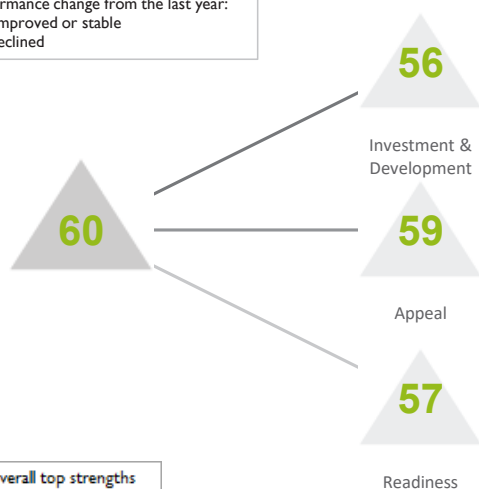 rmance change from the last year:
mproved or stable
eclined
56
Investment &
Development
60
59
Appeal
57
verall top strengths
Readiness